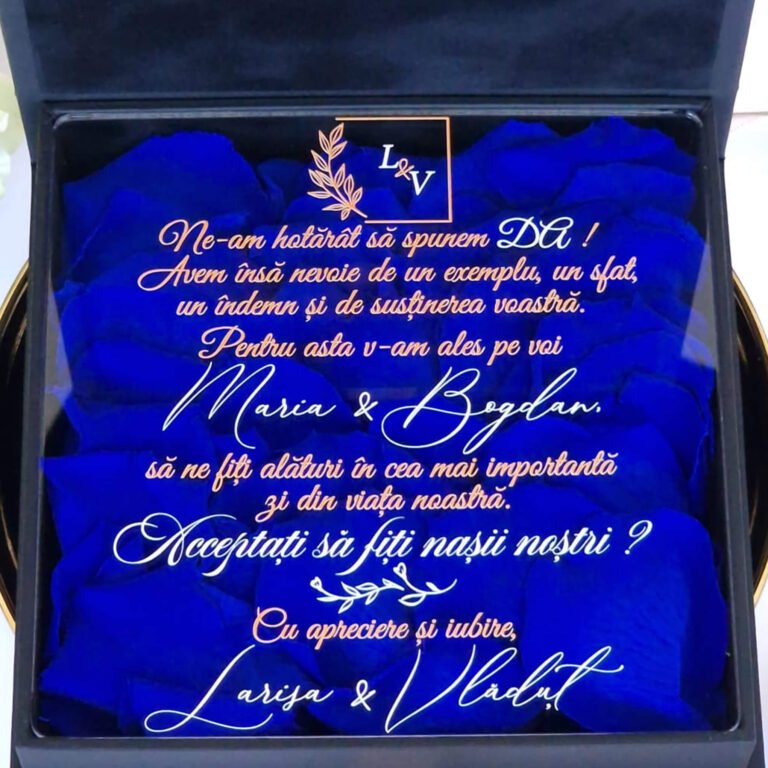 L&V
Ne-am hotărât să spunem DA !
Avem însă nevoie de un exemplu, un sfat,
un îndemn și de susținerea voastră.
Pentru asta v-am ales pe voi
Maria & Bogdan,
să ne fiți alături în cea mai importantă
zi din viața noastră.
Acceptați să fiți nașii noștri ?
Cu apreciere și iubire,
Larisa & Vlăduț